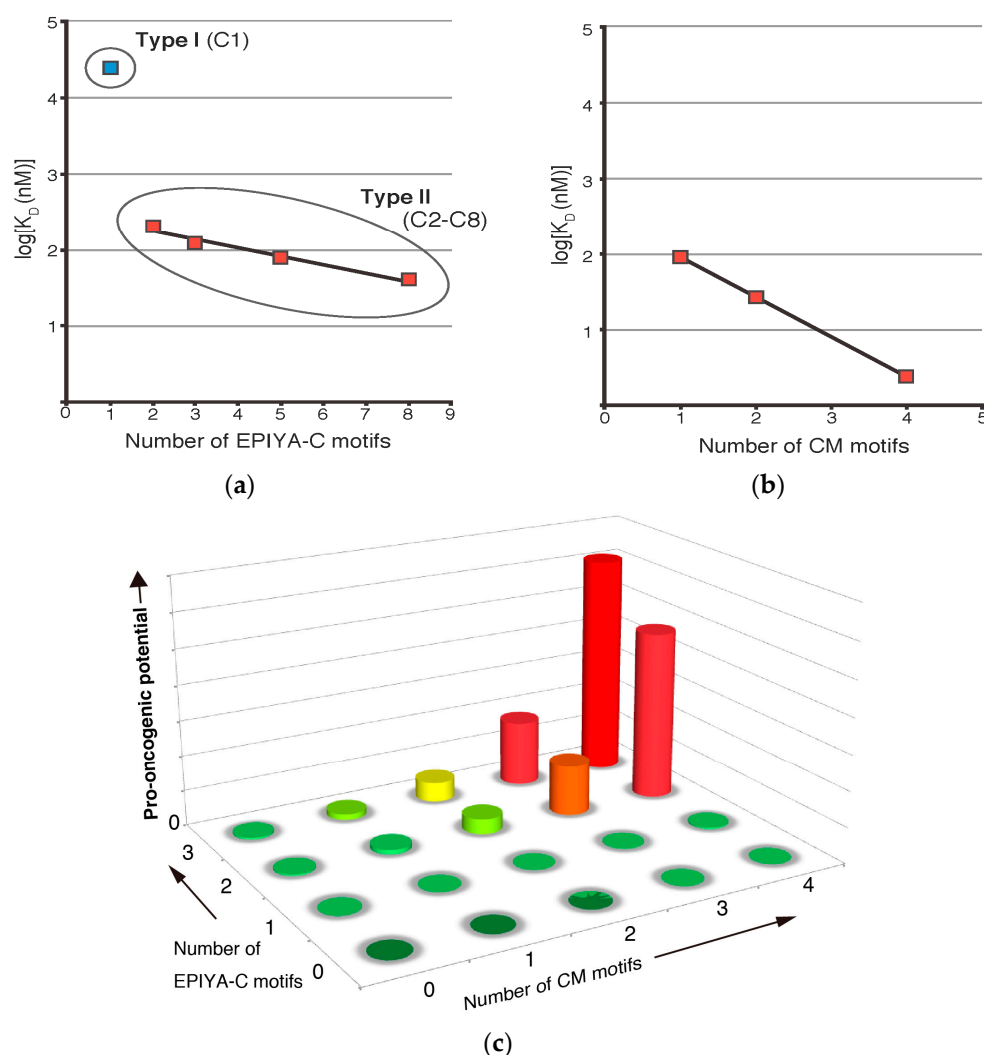 5
4
3
2
1
0
1
2
3
4
5
6
7
8
9
log[K_D (nM)]
Type I (C1)
Type II
(C2-C8)
Number of EPIYA-C motifs
(a)
5
4
3
2
1
0
1
2
3
4
5
log[K_D (nM)]
Number of CM motifs
(b)
Pro-oncogenic potential
0
3
2
1
0
Number of
EPIYA-C motifs
0
1
2
3
4
Number of CM motifs
(c)